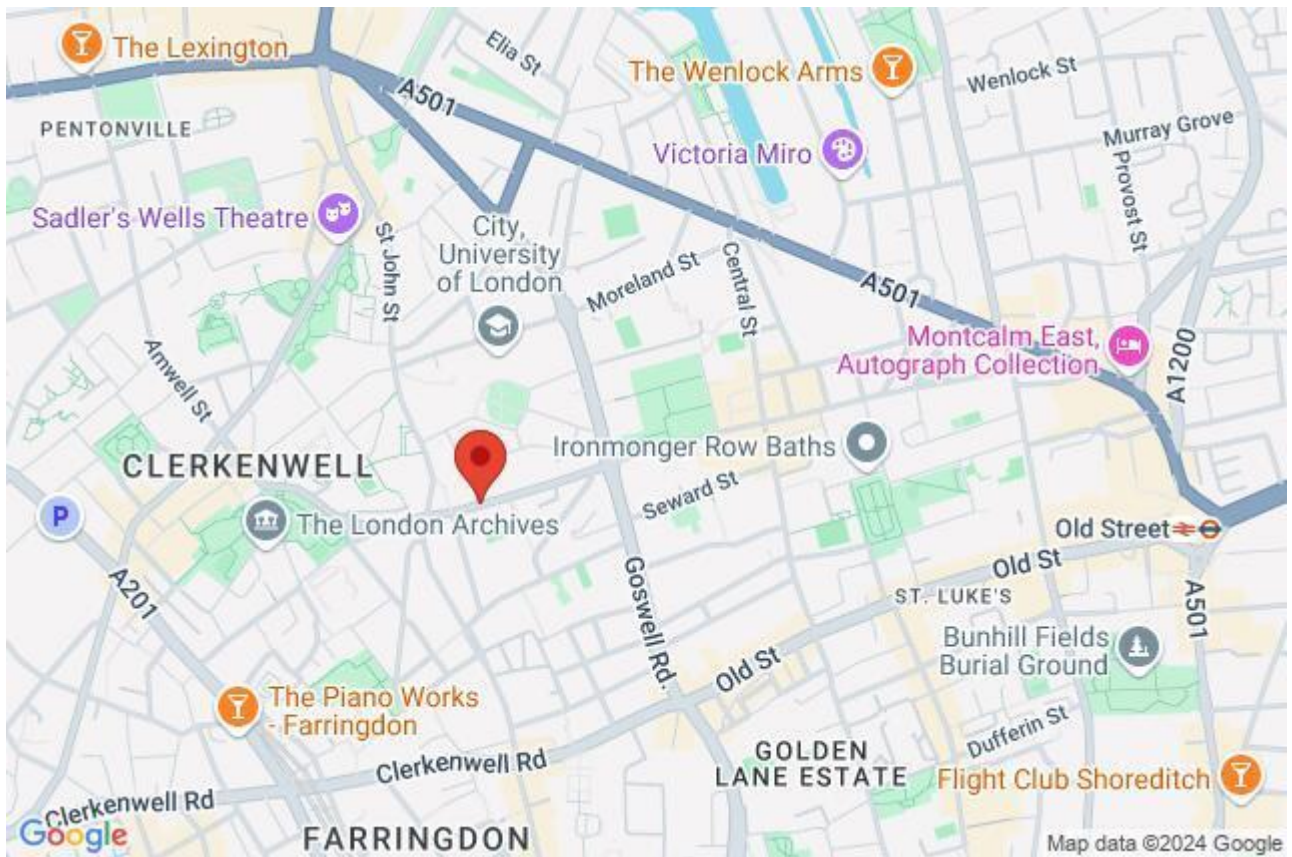 The Lexington
Elia St
A501
The Wenlock Arms
Wenlock St
PENTONVILLE
Murray Grove
Victoria Miro
Provost St
Sadler's Wells Theatre
St John St
City,
University
of London
Moreland St
Central St
A501
Montcalm East,
Autograph Collection
A1200
Amwell St
CLERKENWELL
Ironmonger Row Baths
Seward St
P
The London Archives
Old Street
Old St
A201
Goswell Rd.
ST. LUKE'S
A501
Bunhill Fields
Burial Ground
Old St
The Piano Works
- Farringdon
Dufferin St
GOLDEN
LANE ESTATE
Clerkenwell Rd
Flight Club Shoreditch
Clerkenwell Rd
Google
FARRINGDON
Map data ©2024 Google